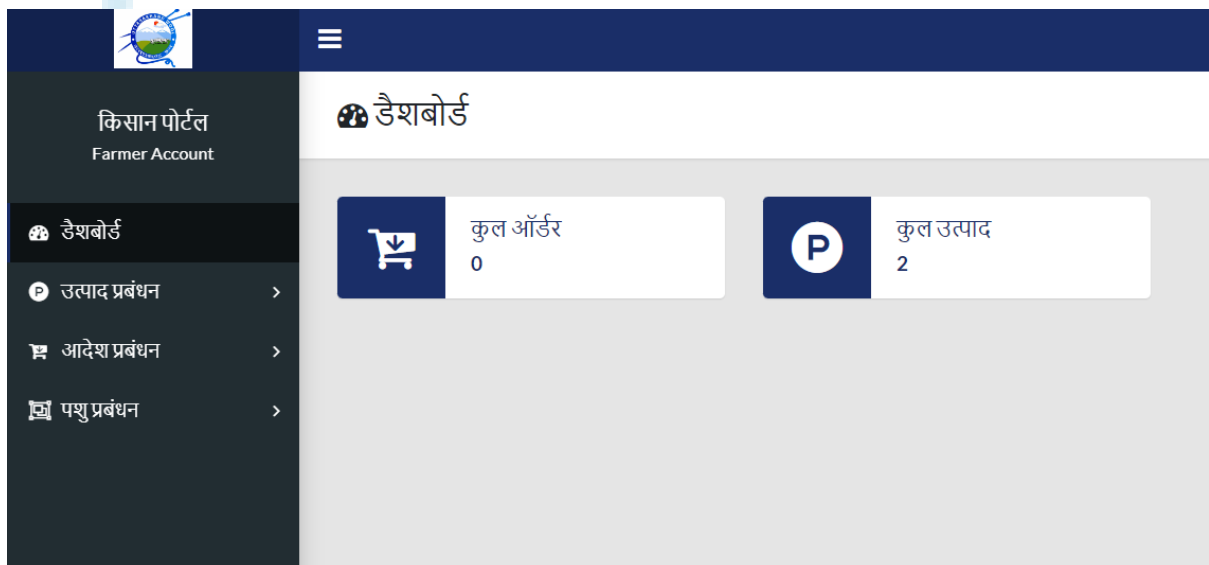 किसान पोर्टल
Farmer Account
डैशबोर्ड
उत्पाद प्रबंधन
आदेश प्रबंधन
पशु प्रबंधन
डैशबोर्ड
कुल ऑर्डर
0
कुल उत्पाद
2